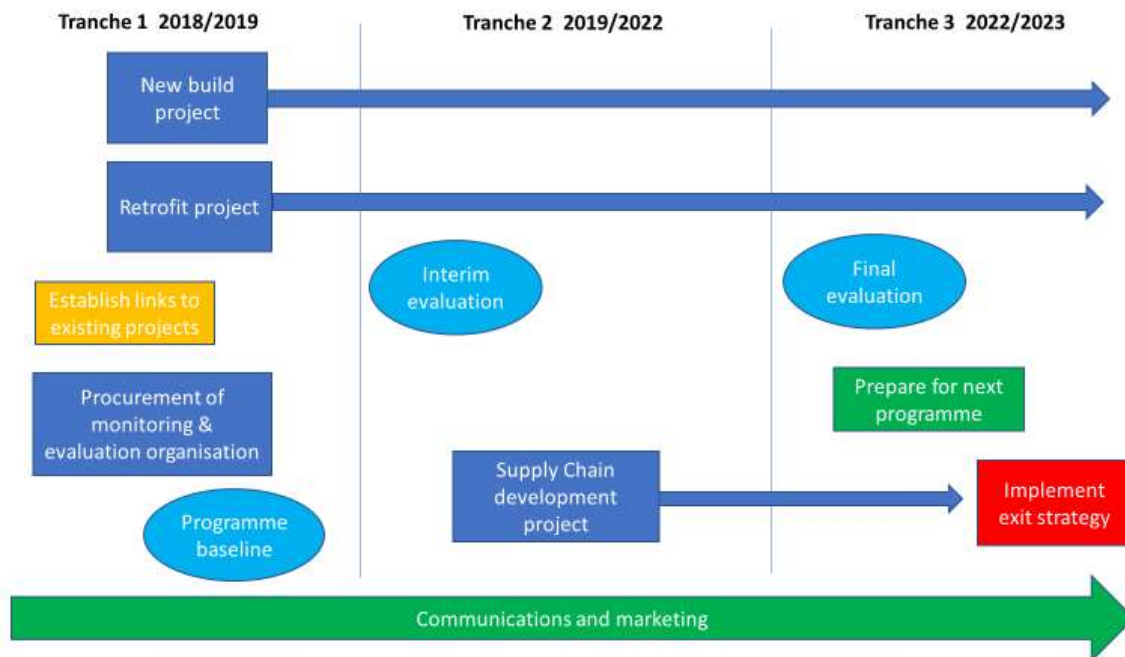 Tranche 1  2018/2019
Tranche 2  2019/2022
Tranche 3  2022/2023
New build
project
Retrofit project
Establish links to
existing projects
Interim
evaluation
Final
evaluation
Procurement of
monitoring &
evaluation organisation
Prepare for next
programme
Programme
baseline
Supply Chain
development
project
Implement
exit strategy
Communications and marketing